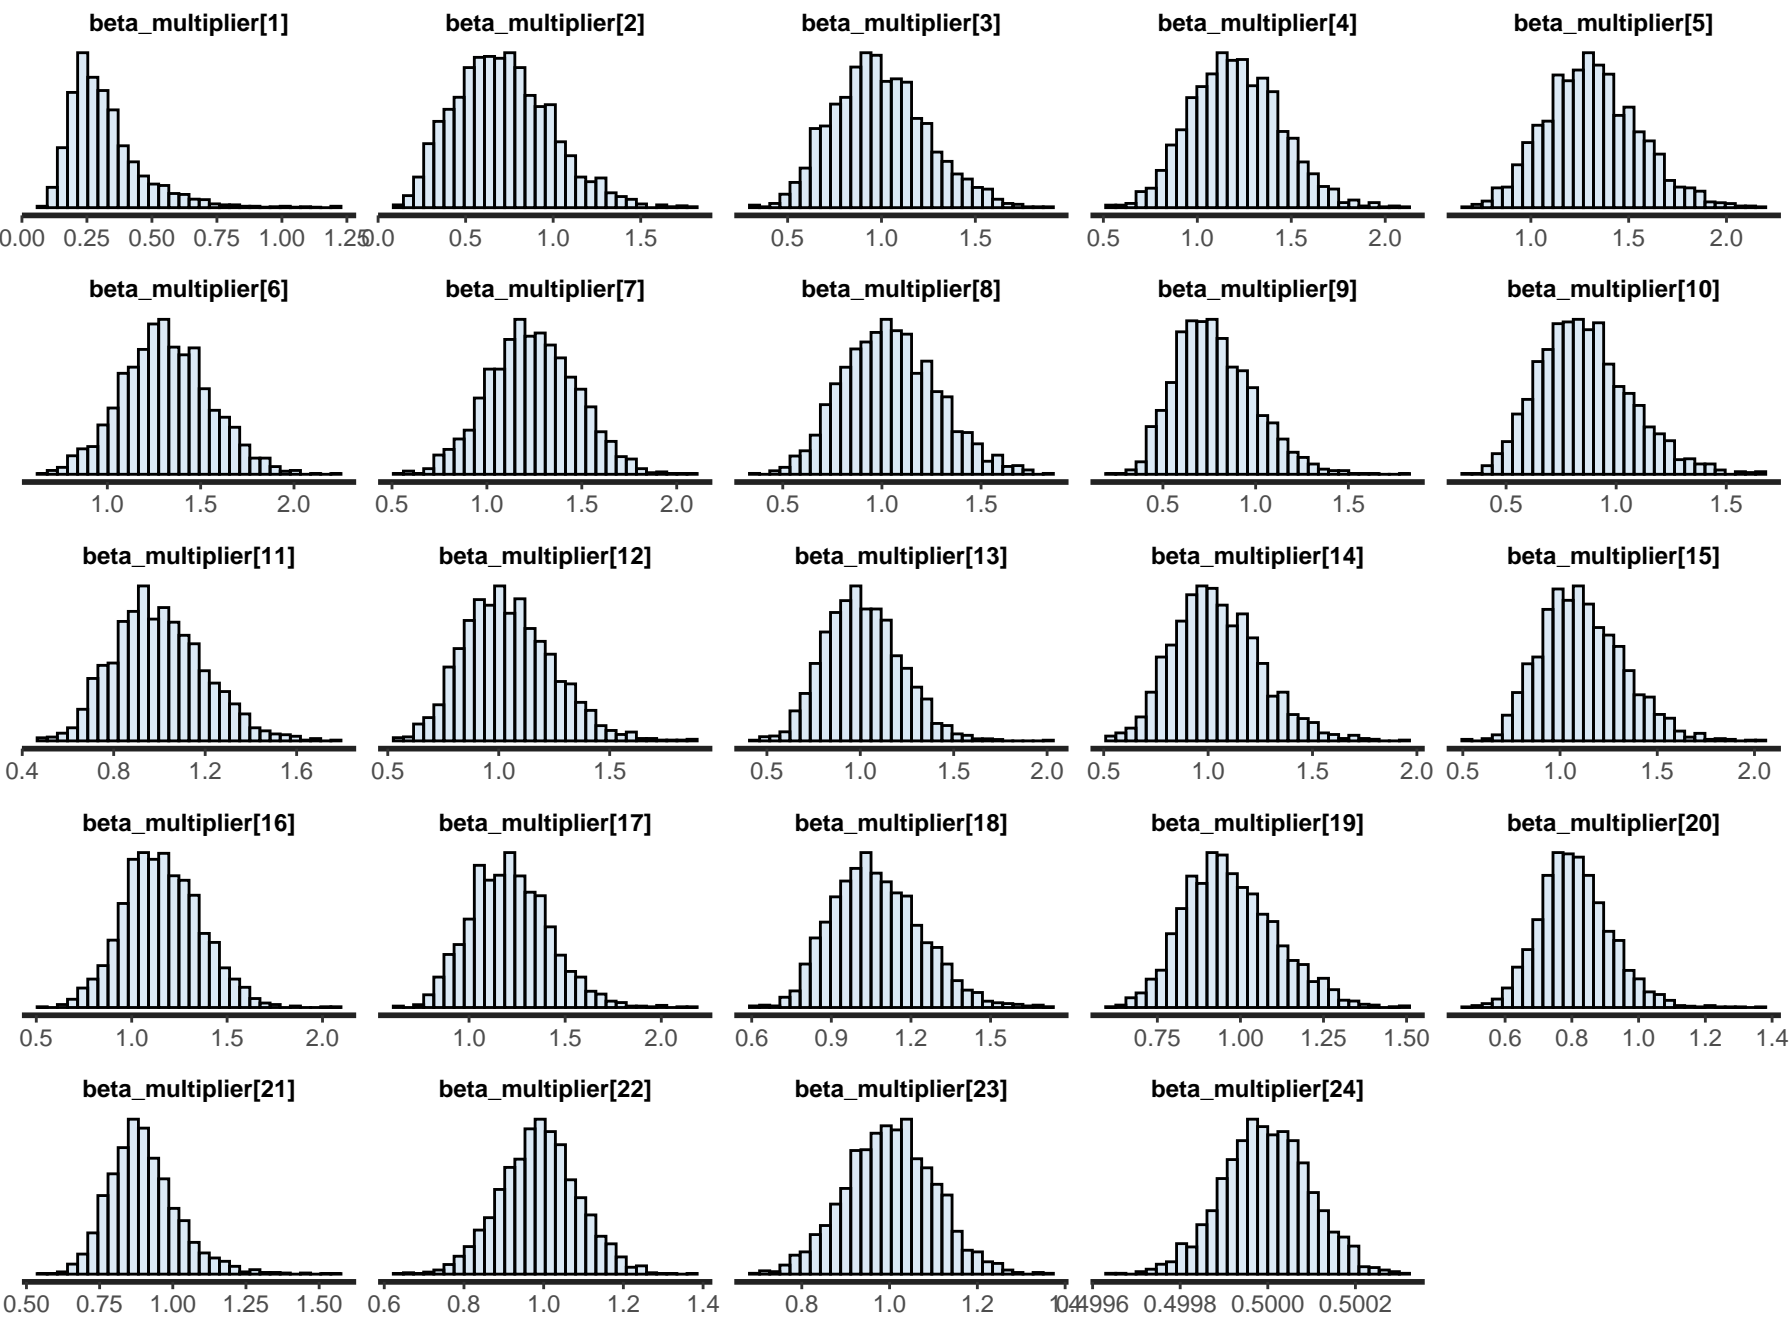 beta_multiplier[1] beta_multiplier[2] beta_multiplier[3] beta_multiplier[4] beta_multiplier[5]
0.00 0.25 0.50 0.75 1.00 1.25 0.0 0.5 1.0 1.5 0.5 1.0 1.5 0.5 1.0 1.5 2.0 1.0 1.5 2.0
beta_multiplier[6] beta_multiplier[7] beta_multiplier[8] beta_multiplier[9] beta_multiplier[10]
1.0 1.5 2.0 0.5 1.0 1.5 2.0 0.5 1.0 1.5 0.5 1.0 1.5 0.5 1.0 1.5
beta_multiplier[11] beta_multiplier[12] beta_multiplier[13] beta_multiplier[14] beta_multiplier[15]
0.4 0.8 1.2 1.6 0.5 1.0 1.5 0.5 1.0 1.5 2.0 0.5 1.0 1.5 2.0 0.5 1.0 1.5 2.0
beta_multiplier[16] beta_multiplier[17] beta_multiplier[18] beta_multiplier[19] beta_multiplier[20]
0.5 1.0 1.5 2.0 1.0 1.5 2.0 0.6 0.9 1.2 1.5 0.75 1.00 1.25 1.50 0.6 0.8 1.0 1.2 1.4
beta_multiplier[21] beta_multiplier[22] beta_multiplier[23] beta_multiplier[24]
0.50 0.75 1.00 1.25 1.50 0.6 0.8 1.0 1.2 1.4 0.8 1.0 1.2 1.4 0.4996 0.4998 0.5000 0.5002